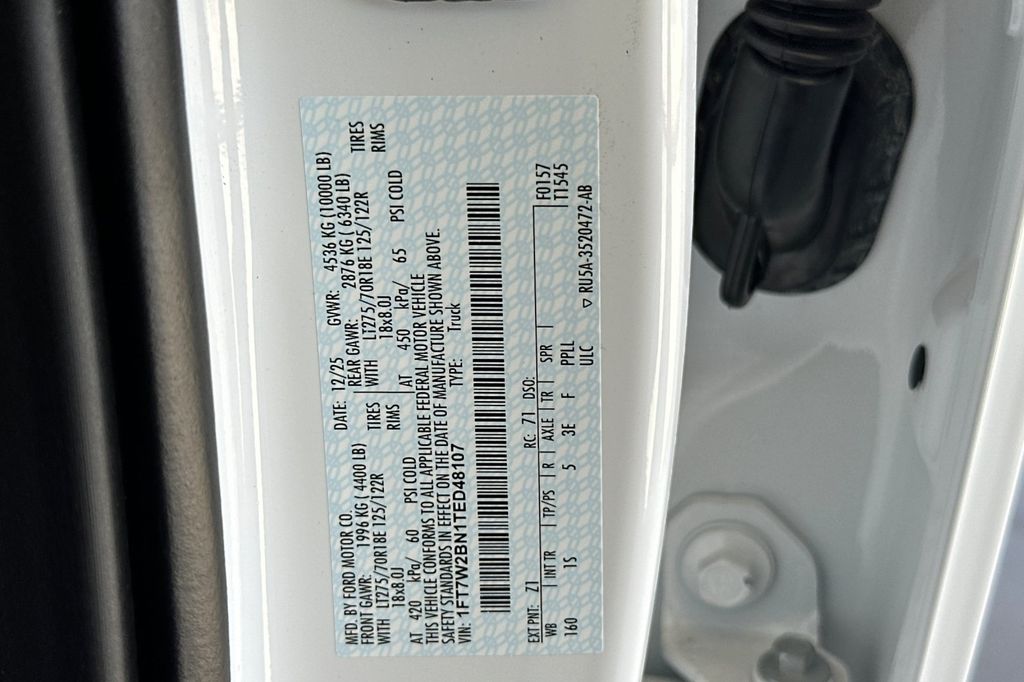 MFD. BY FORD MOTOR CO.
DATE: 12/25 GVWR: 4536 KG (10000 LB)
FRONT GAWR: 1996 KG ( 4400 LB) REAR GAWR: 2876 KG ( 6340 LB)
WITH LT275/70R18E 125/122R TIRES WITH LT275/70R18E 125/122R TIRES
18x8.0J RIMS 18x8.0J RIMS
AT 420 kPa/ 60 PSI COLD AT 450 kPa/ 65 PSI COLD
THIS VEHICLE CONFORMS TO ALL APPLICABLE FEDERAL MOTOR VEHICLE
SAFETY STANDARDS IN EFFECT ON THE DATE OF MANUFACTURE SHOWN ABOVE.
VIN: 1FT7W2BN1TED48107 TYPE: Truck
EXT PNT: Z1 RC: 71 DSO: F0157
WB INT TR TP/PS R AXLE TR SPR T1545
160 1S 5 3E F PPLL
ULC ▽ RU5A-3520472-AB